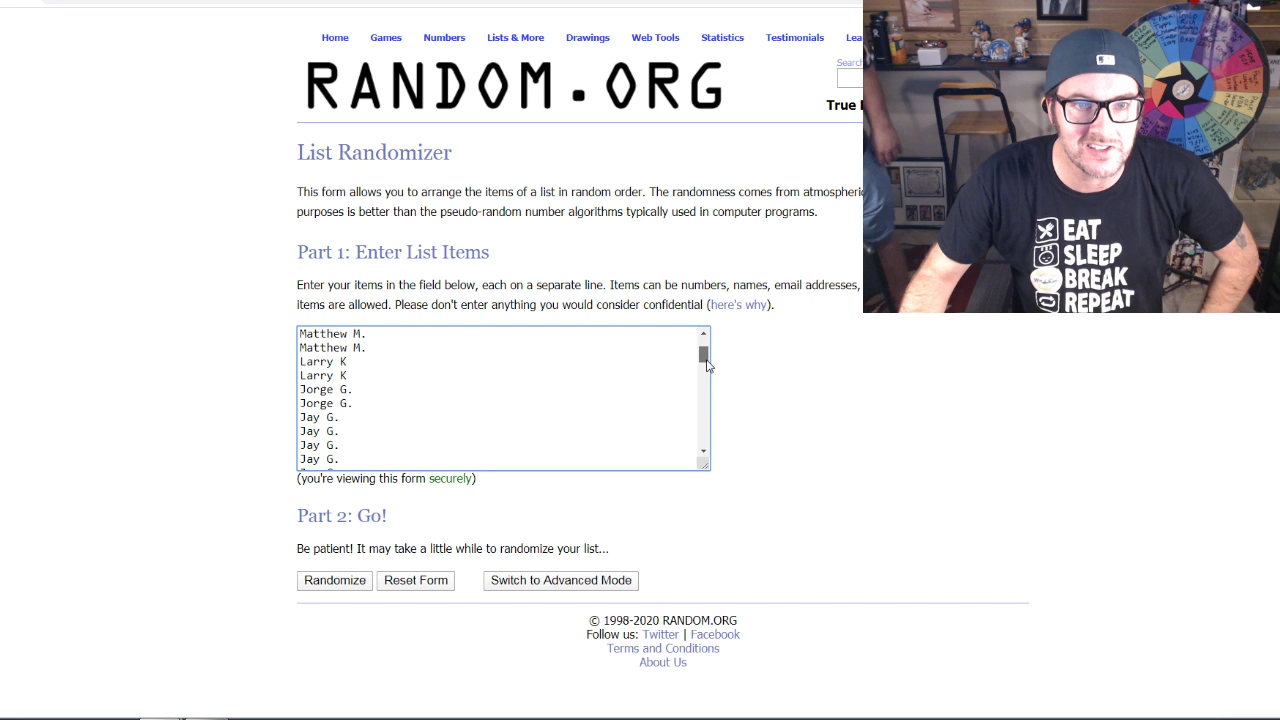 Home Games Numbers Lists & More Drawings Web Tools Statistics Testimonials Lea
RANDOM.ORG
Search
True
List Randomizer
This form allows you to arrange the items of a list in random order. The randomness comes from atmospheric
purposes is better than the pseudo-random number algorithms typically used in computer programs.
Part 1: Enter List Items
Enter your items in the field below, each on a separate line. Items can be numbers, names, email addresses,
items are allowed. Please don't enter anything you would consider confidential (here's why).
Matthew M.
Matthew M.
Larry K
Larry K
Jorge G.
Jorge G.
Jay G.
Jay G.
Jay G.
Jay G.
(you're viewing this form securely)
Part 2: Go!
Be patient! It may take a little while to randomize your list...
Randomize Reset Form Switch to Advanced Mode
© 1998-2020 RANDOM.ORG
Follow us: Twitter | Facebook
Terms and Conditions
About Us
EAT
SLEEP
BREAK
REPEAT